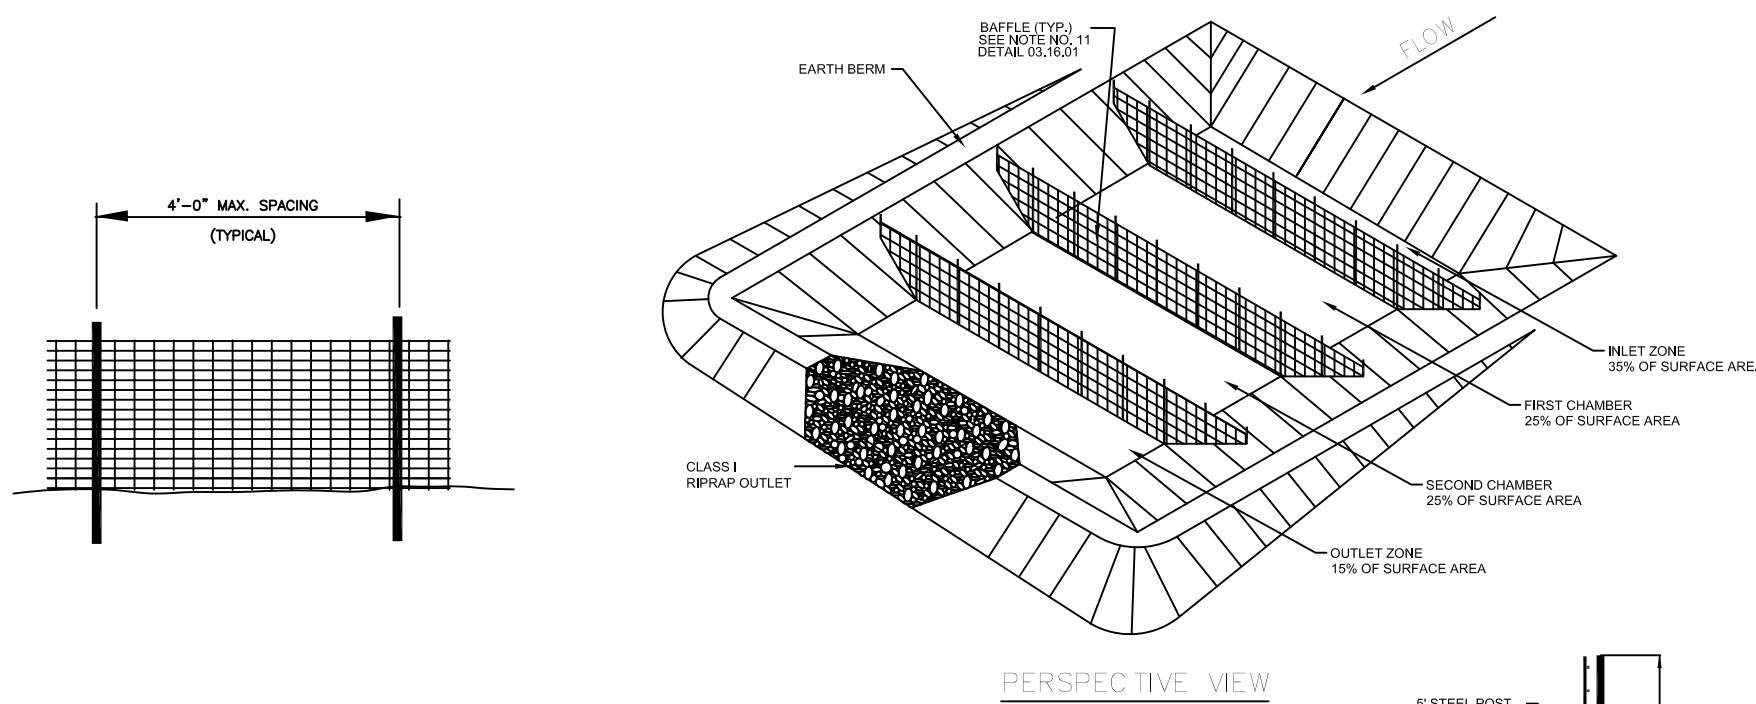 4'-0" MAX. SPACING
(TYPICAL)
BAFFLE (TYP.)
SEE NOTE NO. 11
DETAIL 03.16.01
EARTH BERM
FLOW
INLET ZONE
35% OF SURFACE AREA
FIRST CHAMBER
25% OF SURFACE AREA
SECOND CHAMBER
25% OF SURFACE AREA
OUTLET ZONE
15% OF SURFACE AREA
CLASS I
RIPRAP OUTLET
PERSPECTIVE VIEW
5' STEEL POST